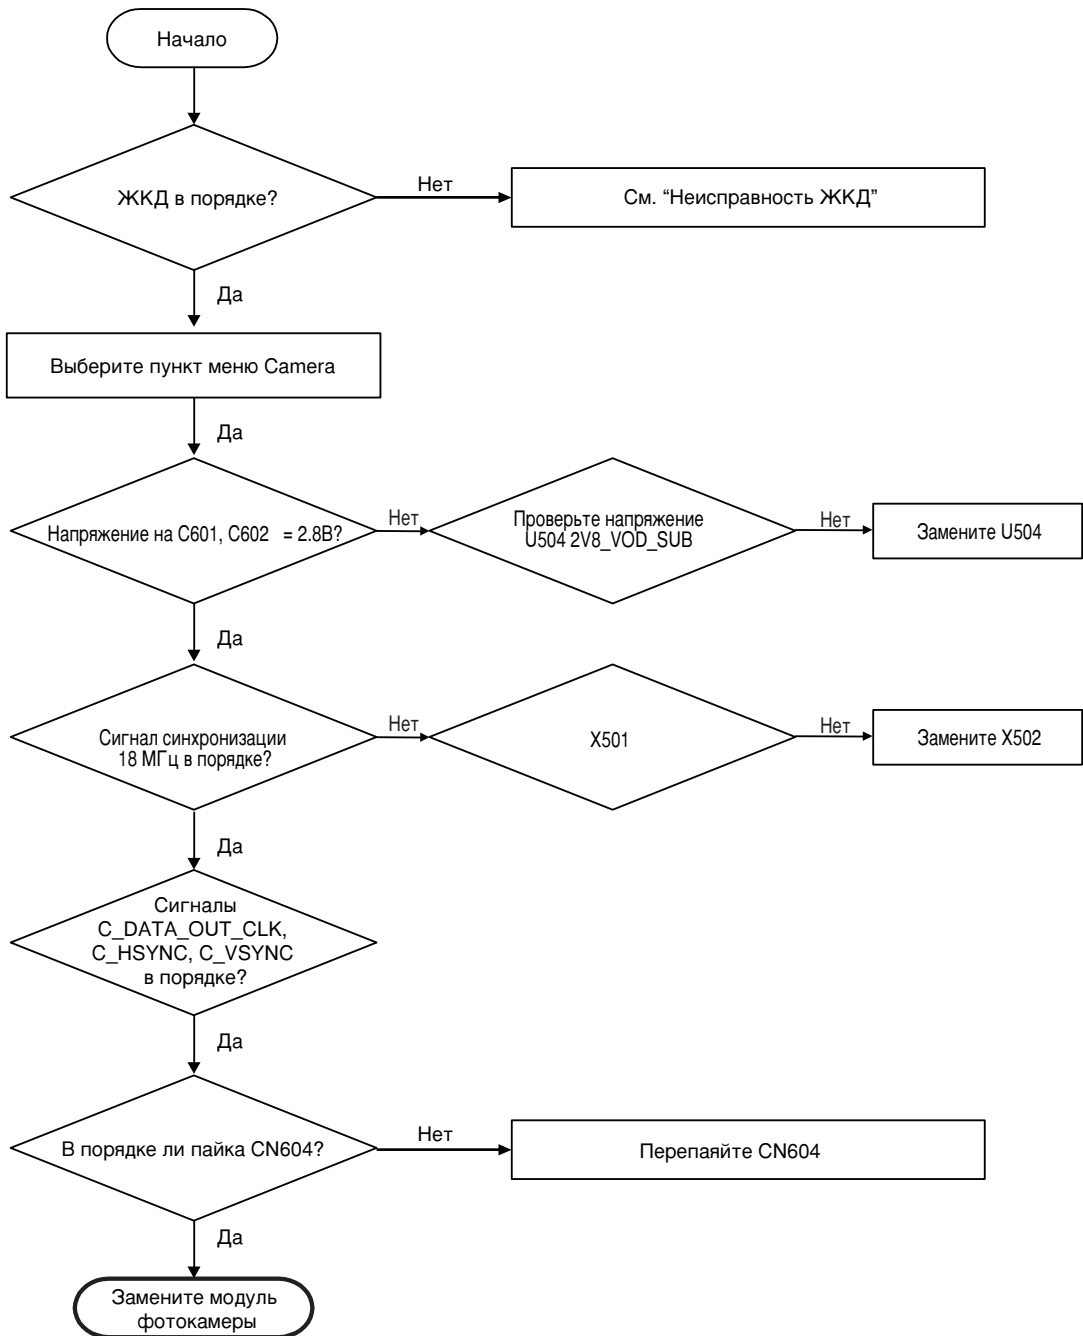 Начало
ЖКД в порядке?
Нет
См. “Неисправность ЖКД”
Да
Выберите пункт меню Camera
Да
Напряжение на C601, C602 = 2.8В?
Нет
Проверьте напряжение
U504 2V8_VOD_SUB
Нет
Замените U504
Да
Сигнал синхронизации
18 МГц в порядке?
Нет
X501
Нет
Замените X502
Да
Сигналы
C_DATA_OUT_CLK,
C_HSYNC, C_VSYNC
в порядке?
Да
В порядке ли пайка CN604?
Нет
Перепаяйте CN604
Да
Замените модуль
фотокамеры